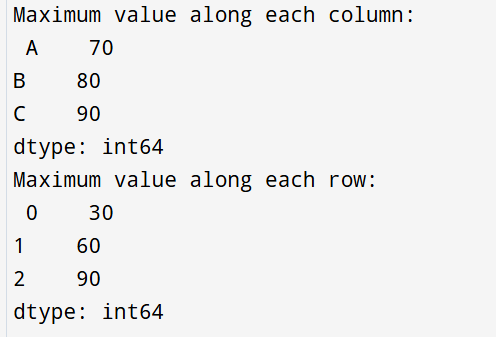 Maximum value along each column:
 A    70
B    80
C    90
dtype: int64
Maximum value along each row:
 0    30
1    60
2    90
dtype: int64